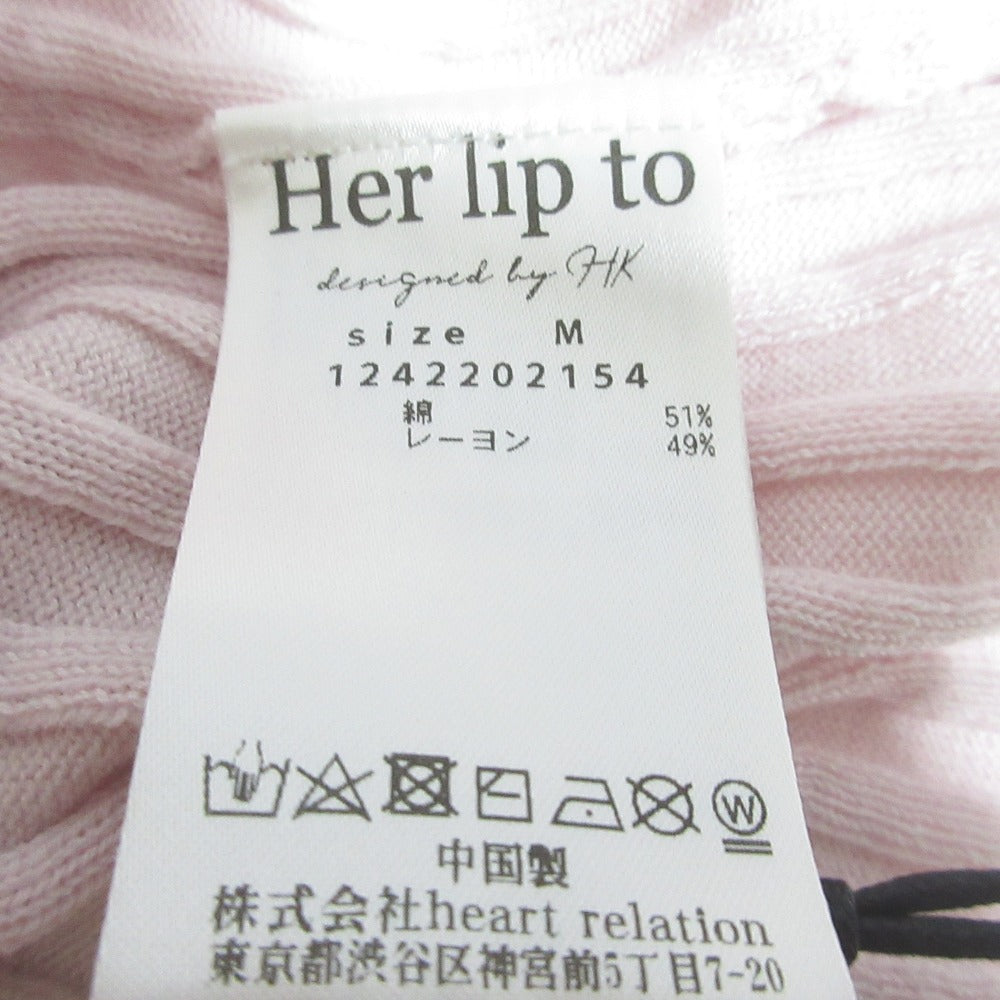 Her lip to
designed by HK
size M
1242202154
綿 51%
レーヨン 49%
W
中国製
株式会社heart relation
東京都渋谷区神宮前5丁目7-20